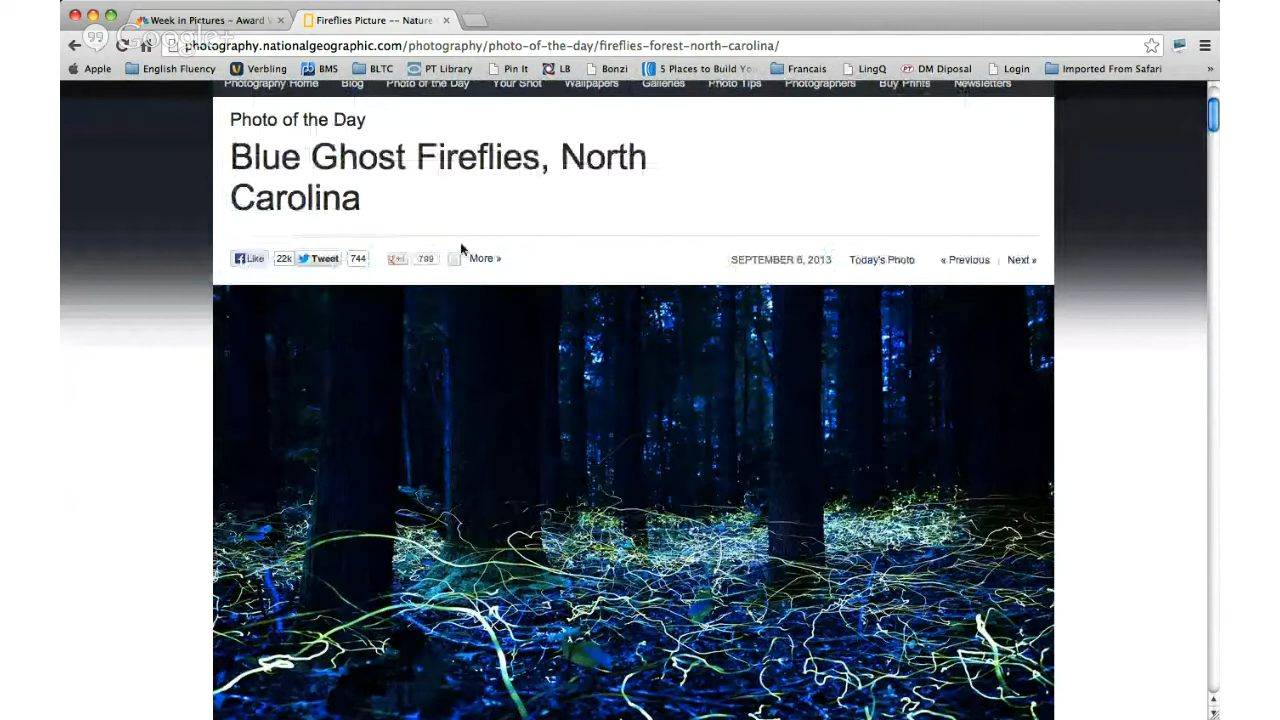 Week in Pictures – Award
Fireflies Picture -- Nature
Google+
photography.nationalgeographic.com/photography/photo-of-the-day/fireflies-forest-north-carolina/
Apple English Fluency Verbling BMS BLTC PT Library Pin It LB Bonzi 5 Places to Build Yo Francais LingQ DM Diposal Login Imported From Safari »
Photography Home Blog Photo of the Day Your Shot Wallpapers Galleries Photo Tips Photographers Buy Prints Newsletters
Photo of the Day
Blue Ghost Fireflies, North
Carolina
Like 22k Tweet 744 799 More » SEPTEMBER 6, 2013 Today's Photo « Previous | Next »